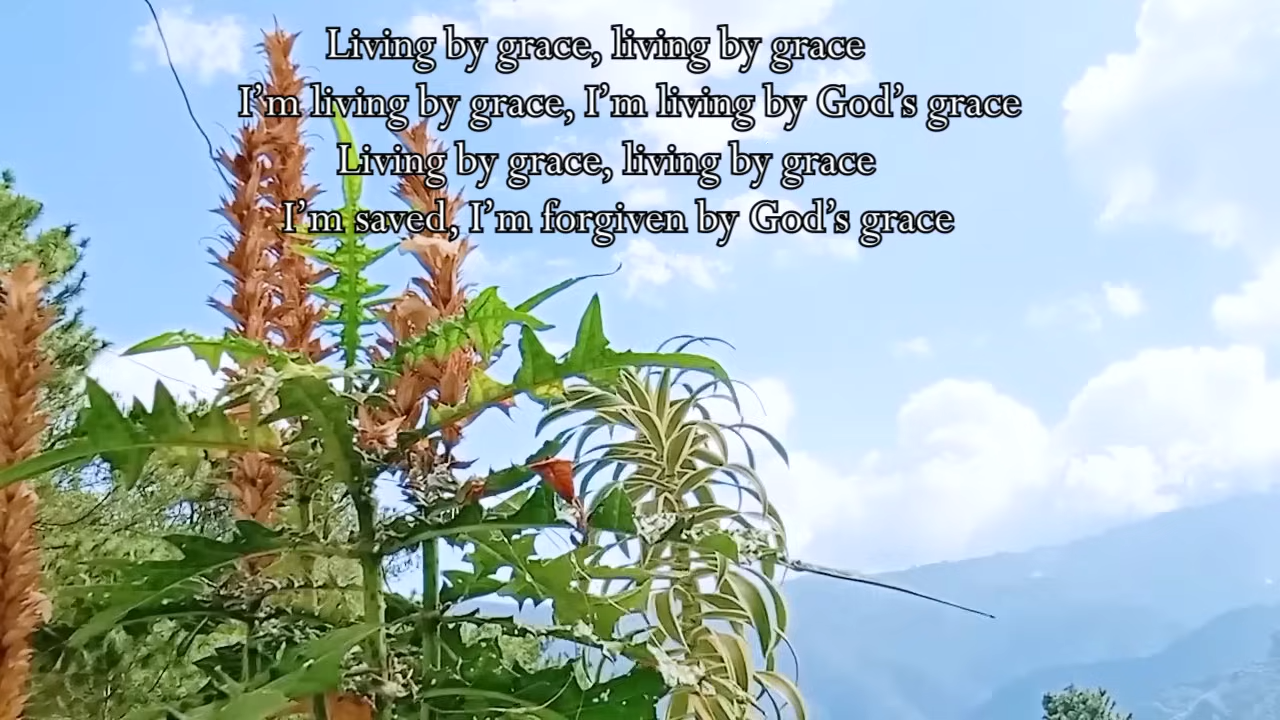 Living by grace, living by grace
I’m living by grace, I’m living by God’s grace
Living by grace, living by grace
I’m saved, I’m forgiven by God’s grace